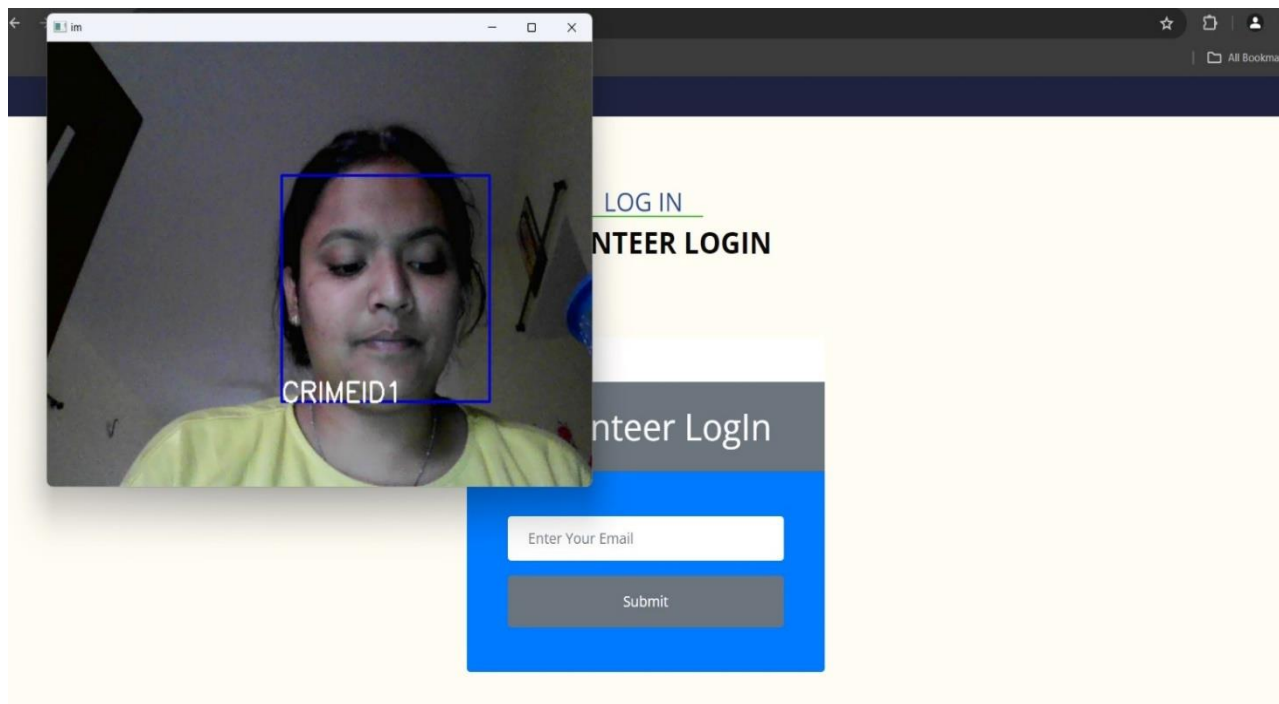 im
All Bookma
LOG IN
NTEER LOGIN
CRIMEID1
nteer LogIn
Enter Your Email
Submit